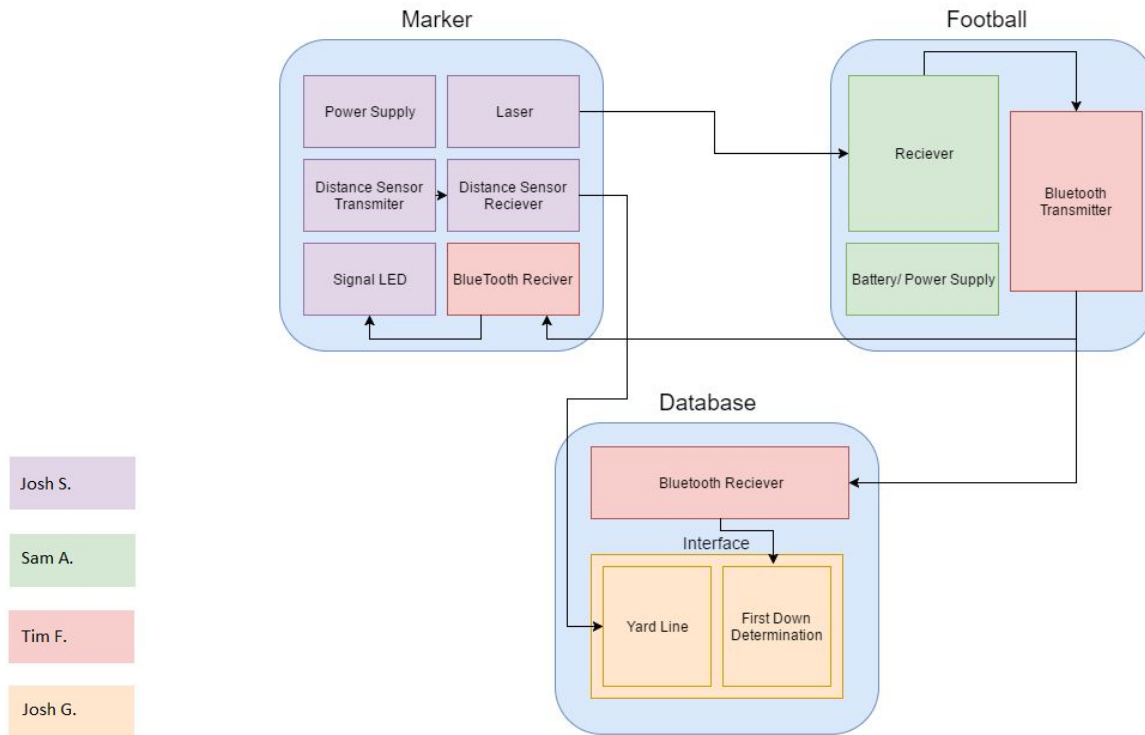 Marker
Football
Power Supply
Laser
Reciever
Distance Sensor
Transmiter
Distance Sensor
Reciever
Bluetooth
Transmitter
Signal LED
BlueTooth Reciver
Battery/ Power Supply
Database
Bluetooth Reciever
Interface
Yard Line
First Down
Determination
Josh S.
Sam A.
Tim F.
Josh G.